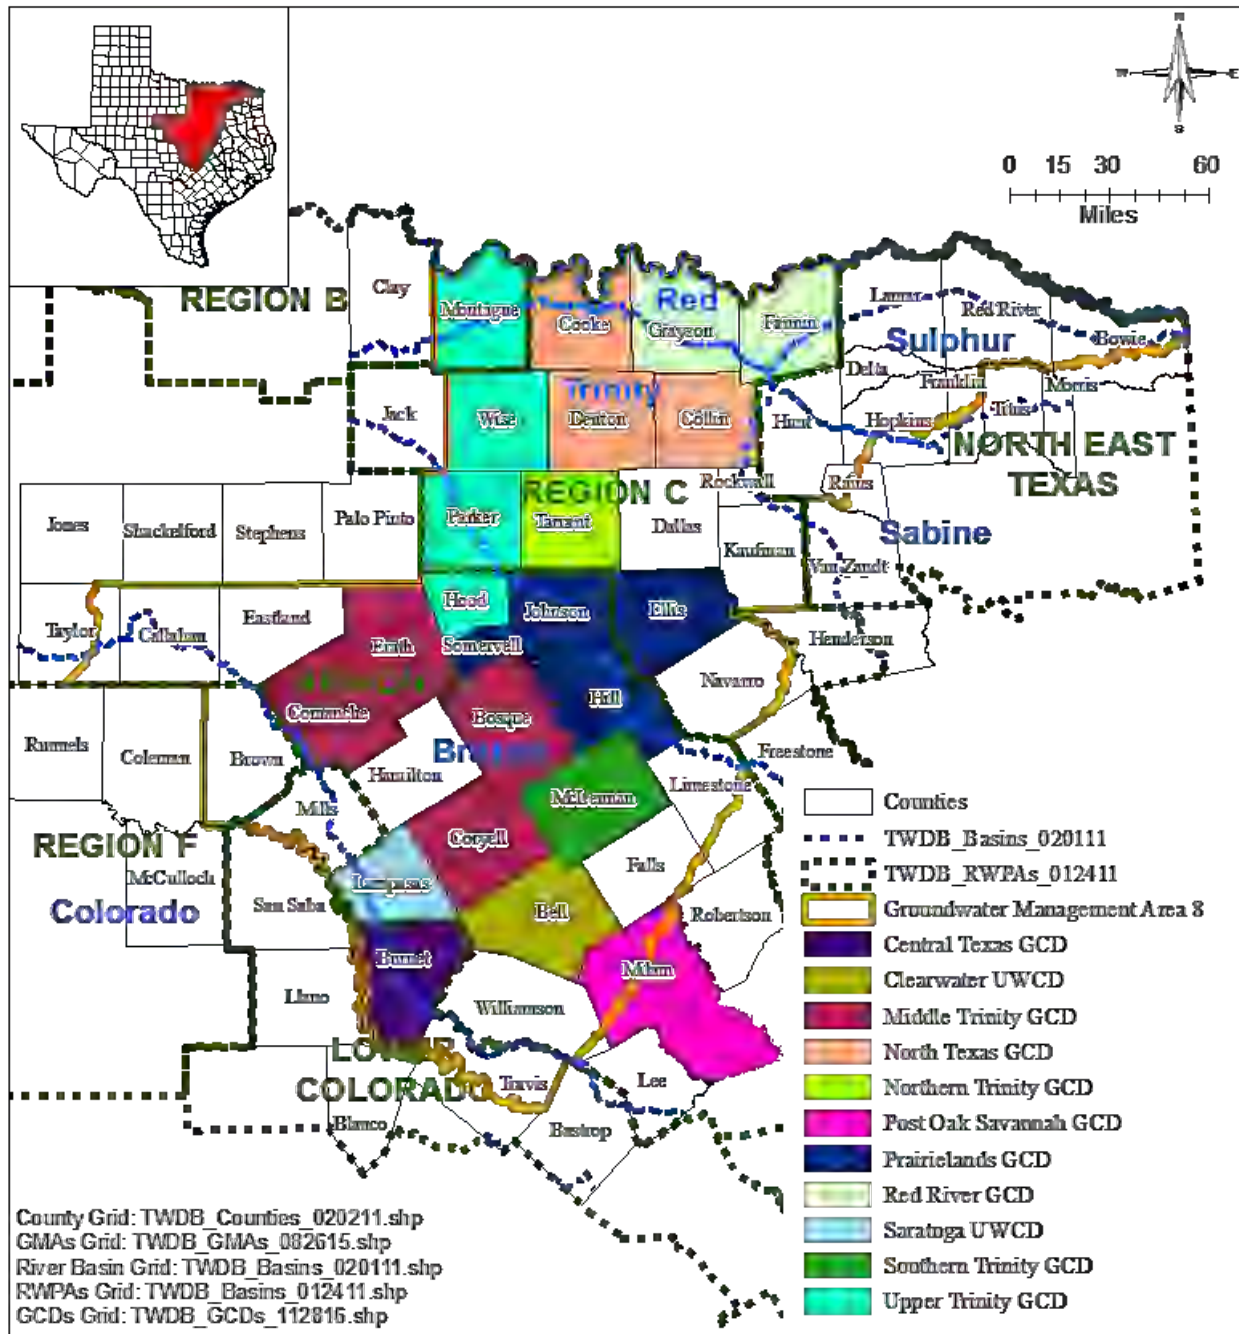 N
W E
S
0 15 30 60
Miles
REGION B
Clay
Montague
Cooke
Red
Grayson
Fannin
Lamar
Red River
Sulphur
Bowie
Delta
Franklin
Morris
Titus
Hopkins
Hunt
Jack
Wise
Trinity
Denton
Collin
NORTH EAST
TEXAS
Rockwall
Rains
REGION C
Jones
Shackelford
Stephens
Palo Pinto
Parker
Tarrant
Dallas
Kaufman
Sabine
Van Zandt
Hood
Johnson
Ellis
Eastland
Taylor
Callahan
Erath
Somervell
Henderson
Navarro
Comanche
Bosque
Hill
Runnels
Coleman
Brown
Hamilton
Freestone
Limestone
McLennan
Mills
Coryell
Falls
REGION F
McCulloch
Colorado
San Saba
Lampasas
Bell
Robertson
Burnet
Milam
Llano
Williamson
LOWER
COLORADO
Travis
Lee
Blanco
Bastrop
Counties
TWDB_Basins_020111
TWDB_RWPAs_012411
Groundwater Management Area 8
Central Texas GCD
Clearwater UWCD
Middle Trinity GCD
North Texas GCD
Northern Trinity GCD
Post Oak Savannah GCD
Prairielands GCD
Red River GCD
Saratoga UWCD
Southern Trinity GCD
Upper Trinity GCD
County Grid: TWDB_Counties_020211.shp
GMAs Grid: TWDB_GMAs_082615.shp
River Basin Grid: TWDB_Basins_020111.shp
RWPAs Grid: TWDB_Basins_012411.shp
GCDs Grid: TWDB_GCDs_112816.shp